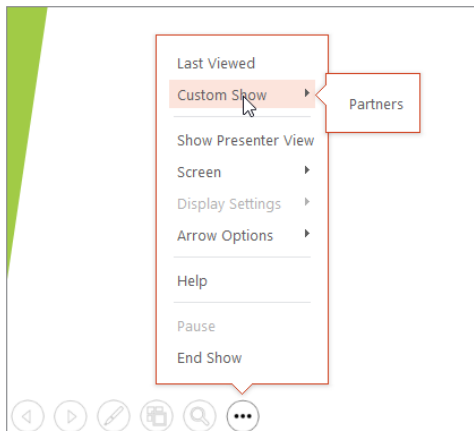 Last Viewed
Custom Show
Partners
Show Presenter View
Screen
Display Settings
Arrow Options
Help
Pause
End Show